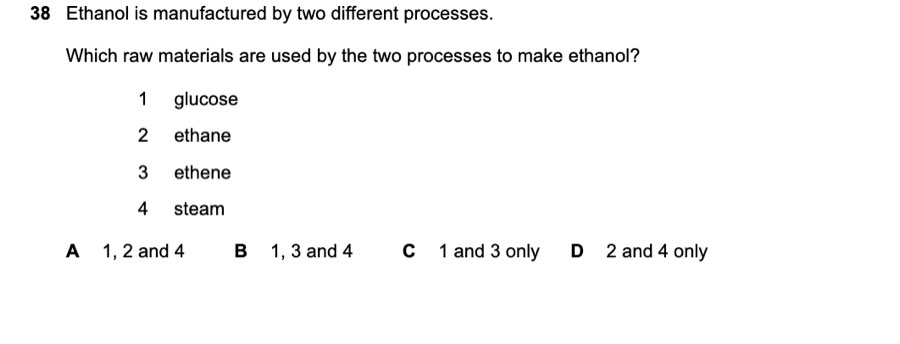 38 Ethanol is manufactured by two different processes.
Which raw materials are used by the two processes to make ethanol?
1 glucose
2 ethane
3 ethene
4 steam
A 1, 2 and 4 B 1, 3 and 4 C 1 and 3 only D 2 and 4 only